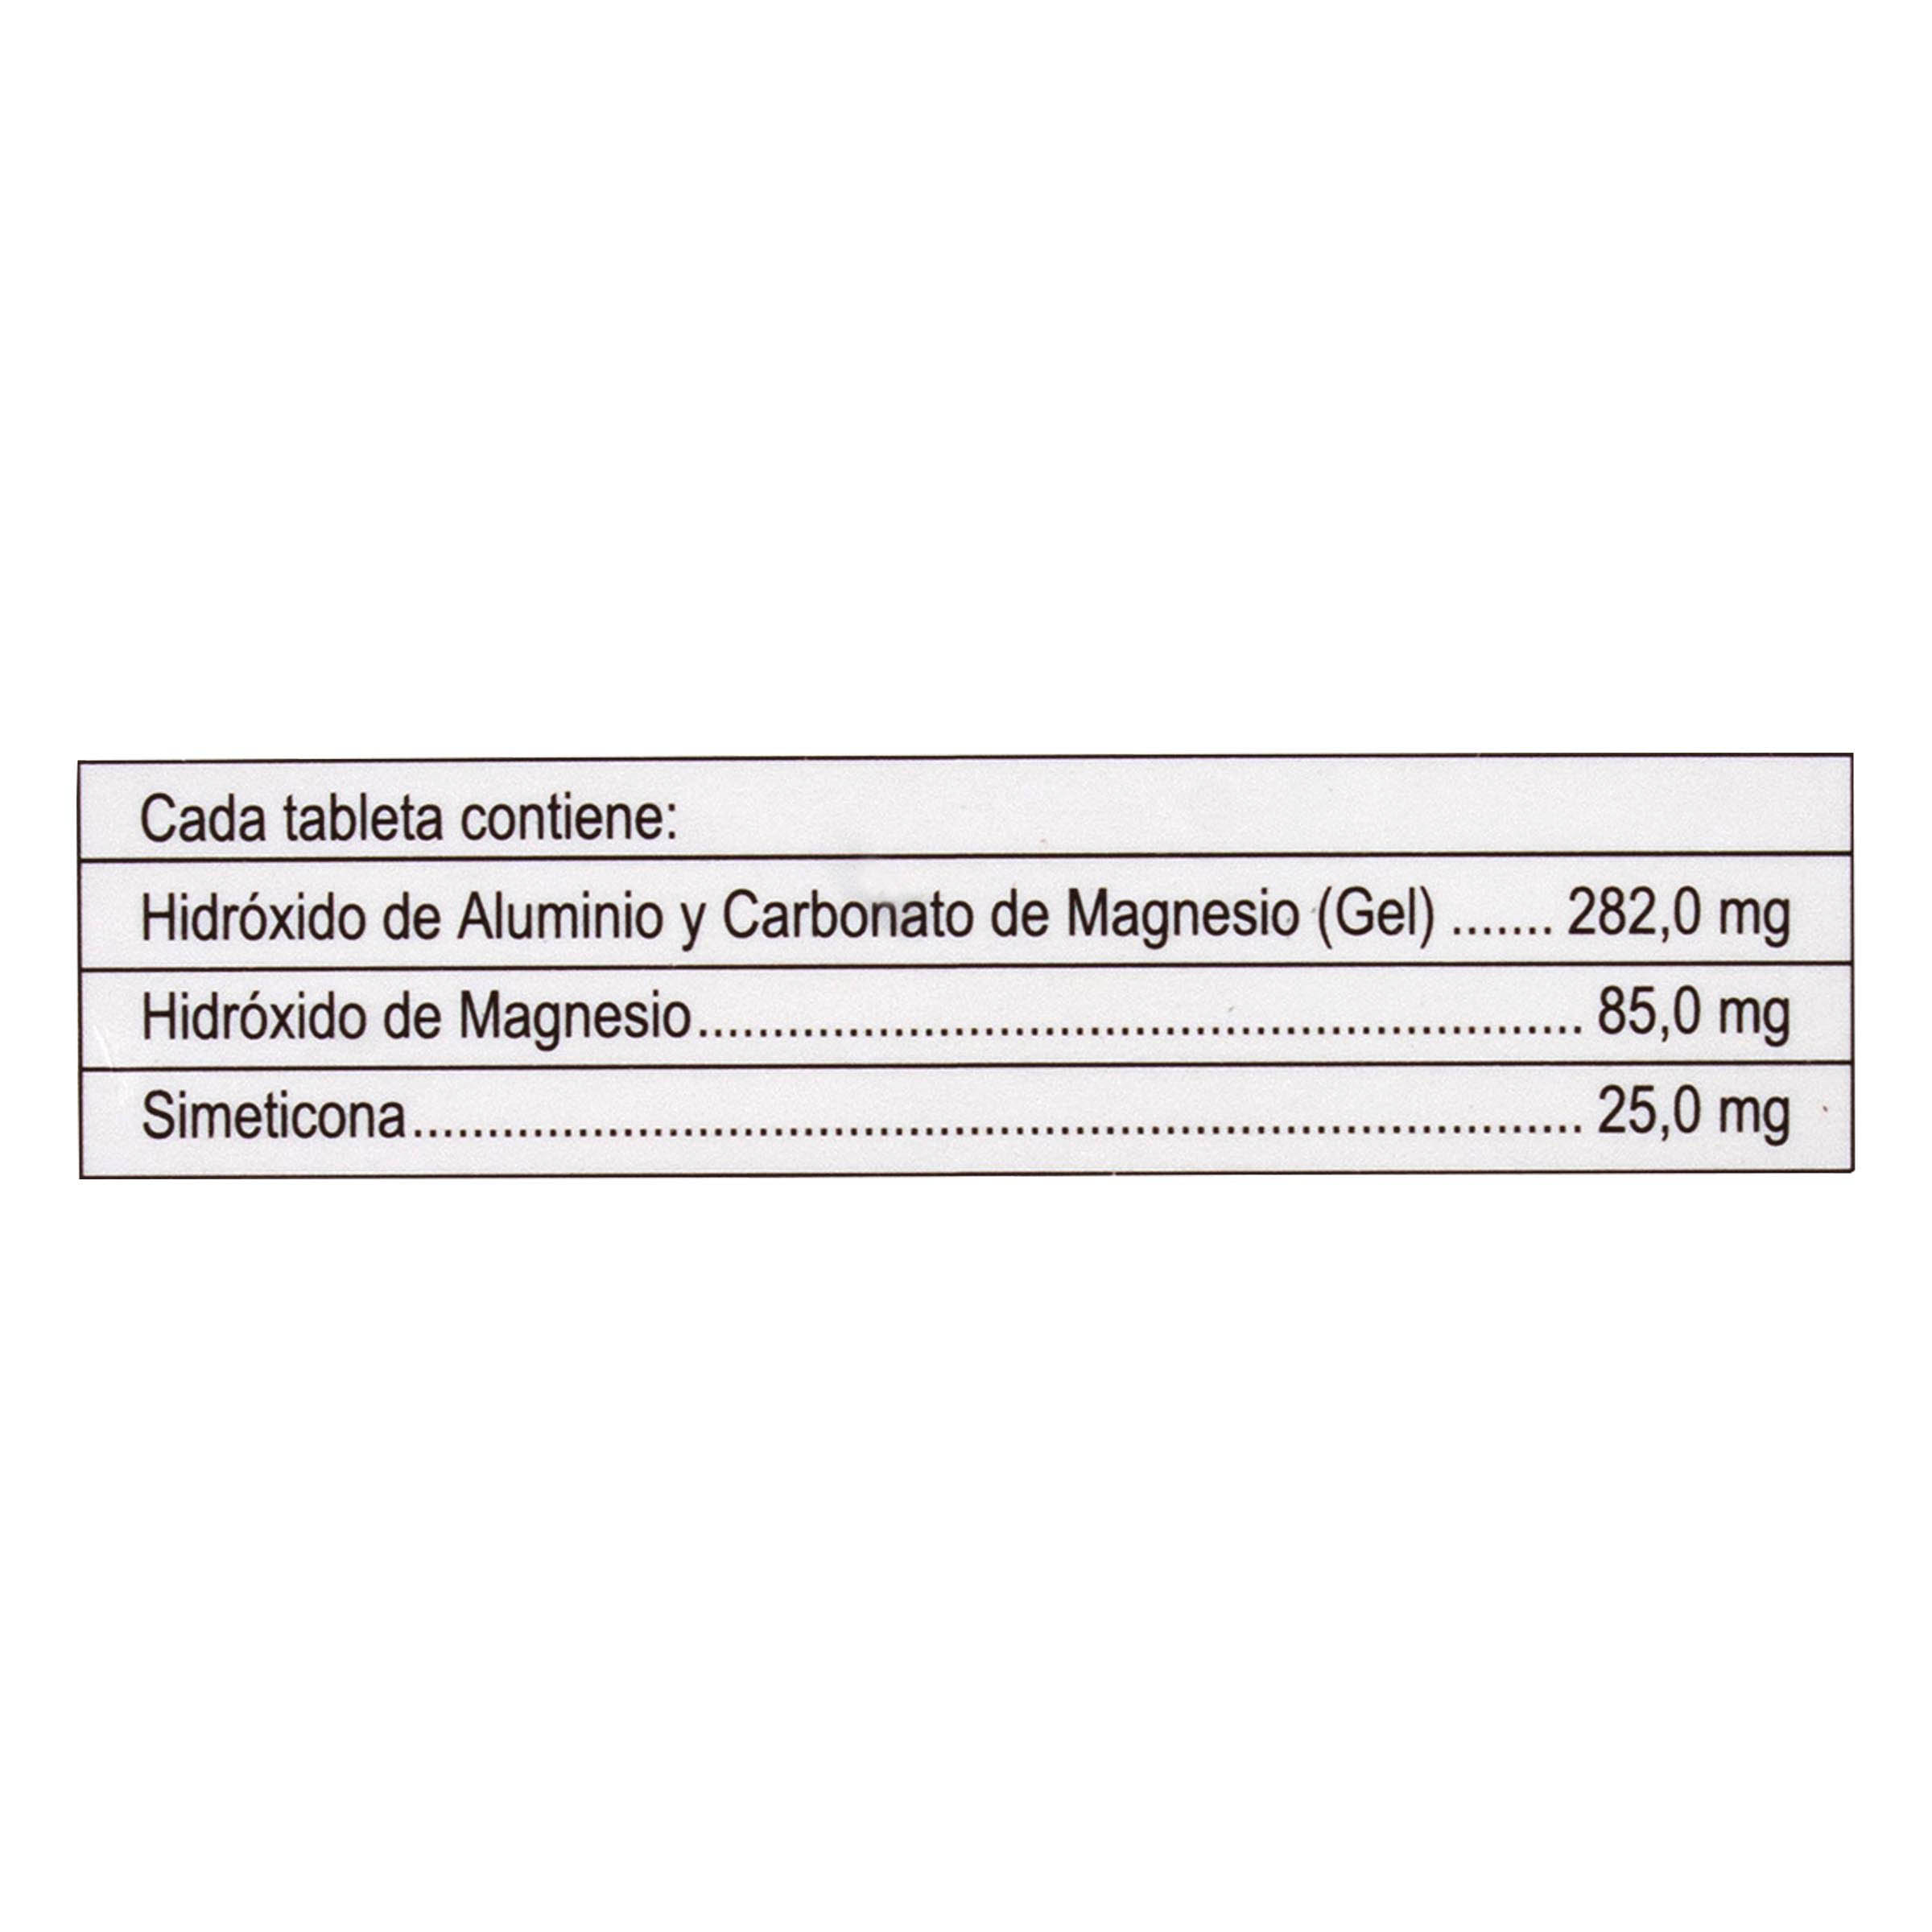 Cada tableta contiene:
Hidróxido de Aluminio y Carbonato de Magnesio (Gel) ....... 282,0 mg
Hidróxido de Magnesio........................................................... 85,0 mg
Simeticona.............................................................................. 25,0 mg